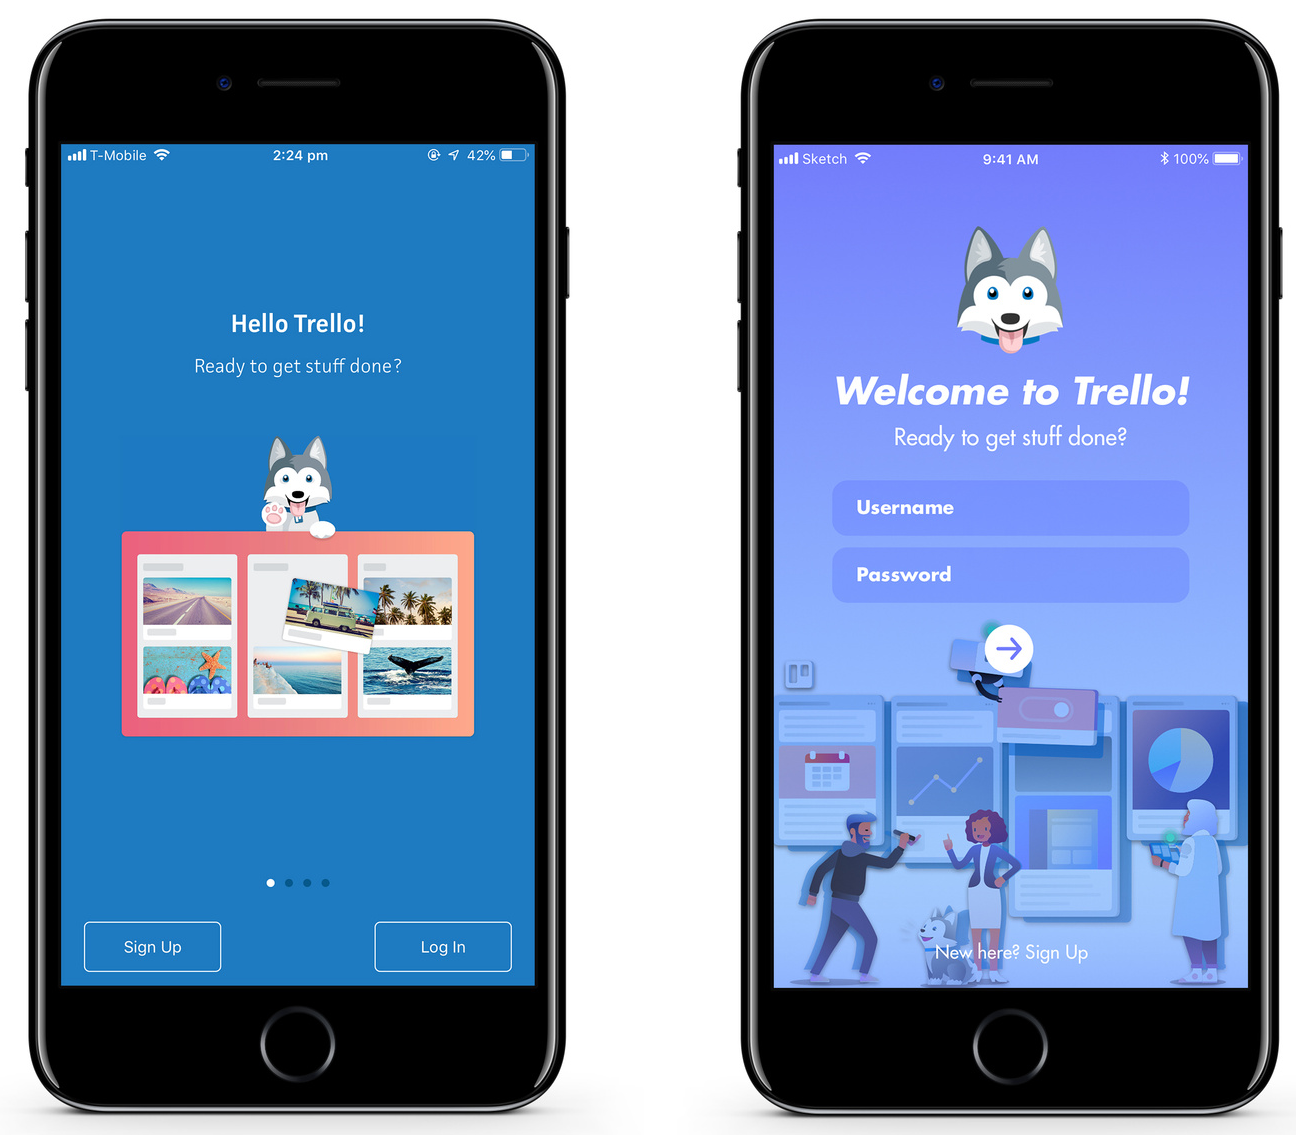 T-Mobile 2:24 pm 42%
Hello Trello!
Ready to get stuff done?
Sign Up
Log In
Sketch 9:41 AM 100%
Welcome to Trello!
Ready to get stuff done?
Username
Password
New here? Sign Up